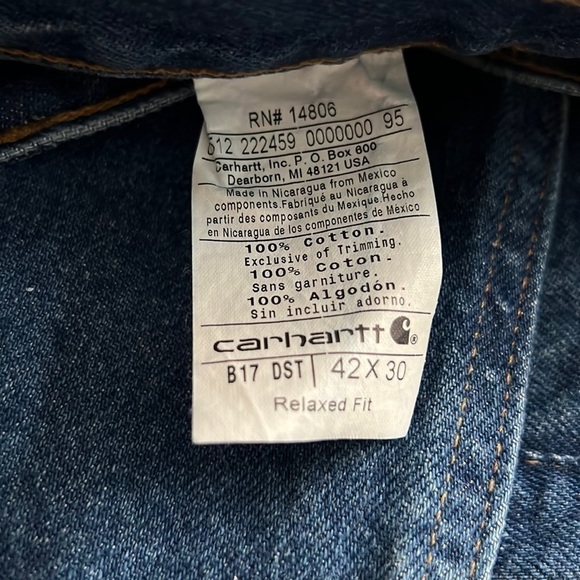 RN# 14806
612 222459 0000000 95
Carhartt, Inc. P. O. Box 600
Dearborn, MI 48121 USA
Made in Nicaragua from Mexico
components.Fabriqué au Nicaragua à
partir des composants du Mexique.Hecho
en Nicaragua de los componentes de México
100% Cotton.
Exclusive of Trimming.
100% Coton.
Sans garniture.
100% Algodón.
Sin incluir adorno.
carhartt
B17 DST 42 X 30
Relaxed Fit